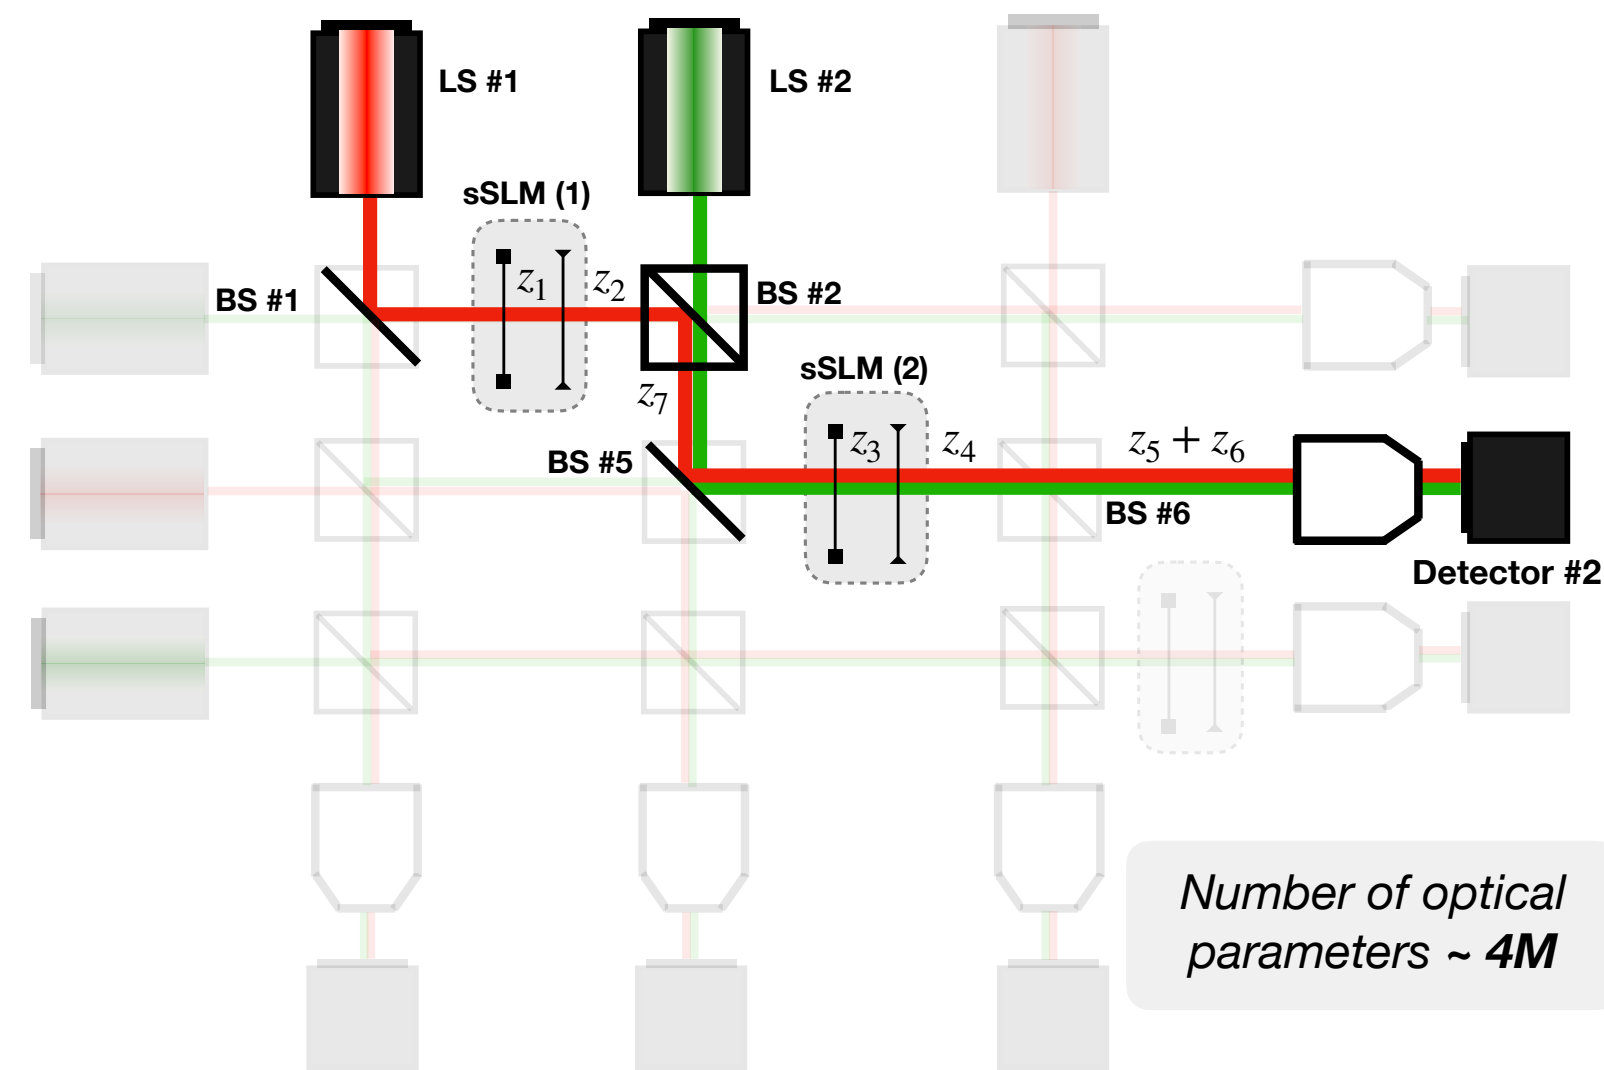 LS #1
LS #2
sSLM (1)
z₁
z₂
BS #1
BS #2
sSLM (2)
z₇
z₃
z₄
z₅ + z₆
BS #5
BS #6
Detector #2
Number of optical
parameters ~ 4M